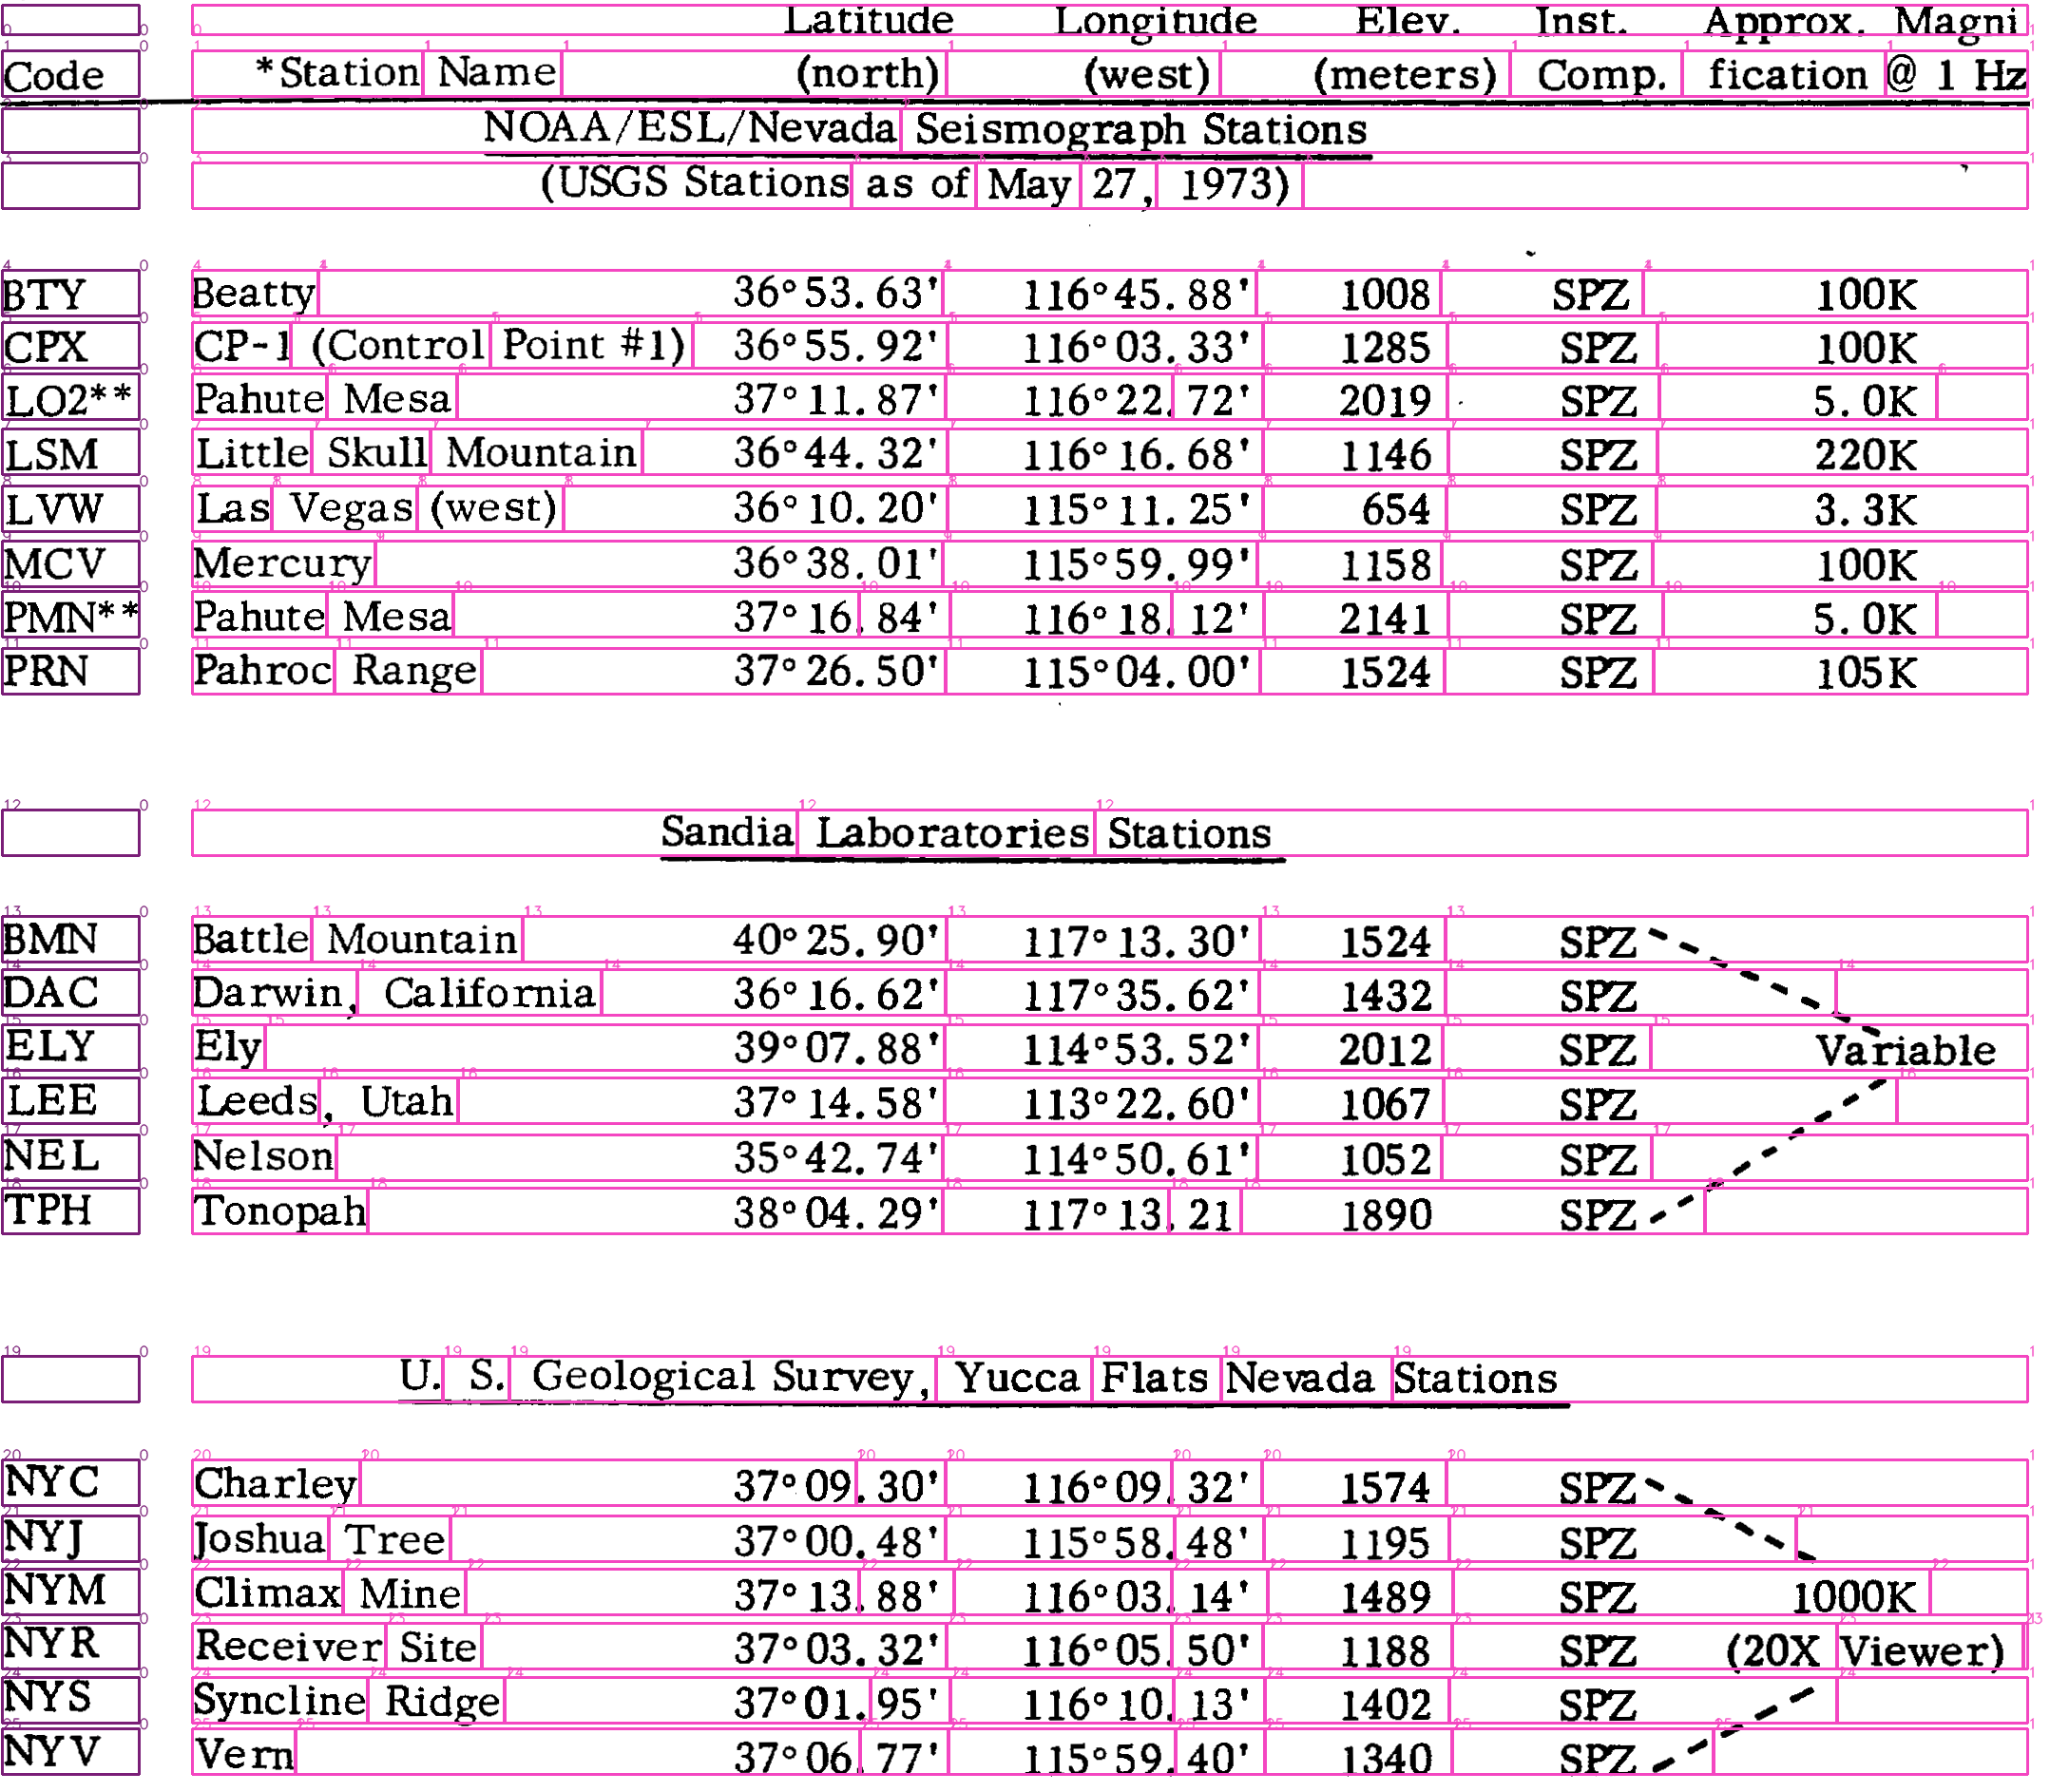 Latitude Longitude Elev. Inst. Approx. Magni
Code *Station Name (north) (west) (meters) Comp. fication @ 1 Hz
NOAA/ESL/Nevada Seismograph Stations
(USGS Stations as of May 27, 1973)
BTY Beatty 36°53.63' 116°45.88' 1008 SPZ 100K
CPX CP-1 (Control Point #1) 36°55.92' 116°03.33' 1285 SPZ 100K
LO2** Pahute Mesa 37°11.87' 116°22.72' 2019 SPZ 5.0K
LSM Little Skull Mountain 36°44.32' 116°16.68' 1146 SPZ 220K
LVW Las Vegas (west) 36°10.20' 115°11.25' 654 SPZ 3.3K
MCV Mercury 36°38.01' 115°59.99' 1158 SPZ 100K
PMN** Pahute Mesa 37°16.84' 116°18.12' 2141 SPZ 5.0K
PRN Pahroc Range 37°26.50' 115°04.00' 1524 SPZ 105K
Sandia Laboratories Stations
BMN Battle Mountain 40°25.90' 117°13.30' 1524 SPZ
DAC Darwin, California 36°16.62' 117°35.62' 1432 SPZ
ELY Ely 39°07.88' 114°53.52' 2012 SPZ Variable
LEE Leeds, Utah 37°14.58' 113°22.60' 1067 SPZ
NEL Nelson 35°42.74' 114°50.61' 1052 SPZ
TPH Tonopah 38°04.29' 117°13.21 1890 SPZ
U. S. Geological Survey, Yucca Flats Nevada Stations
NYC Charley 37°09.30' 116°09.32' 1574 SPZ
NYJ Joshua Tree 37°00.48' 115°58.48' 1195 SPZ
NYM Climax Mine 37°13.88' 116°03.14' 1489 SPZ 1000K
NYR Receiver Site 37°03.32' 116°05.50' 1188 SPZ (20X Viewer)
NYS Syncline Ridge 37°01.95' 116°10.13' 1402 SPZ
NYV Vern 37°06.77' 115°59.40' 1340 SPZ